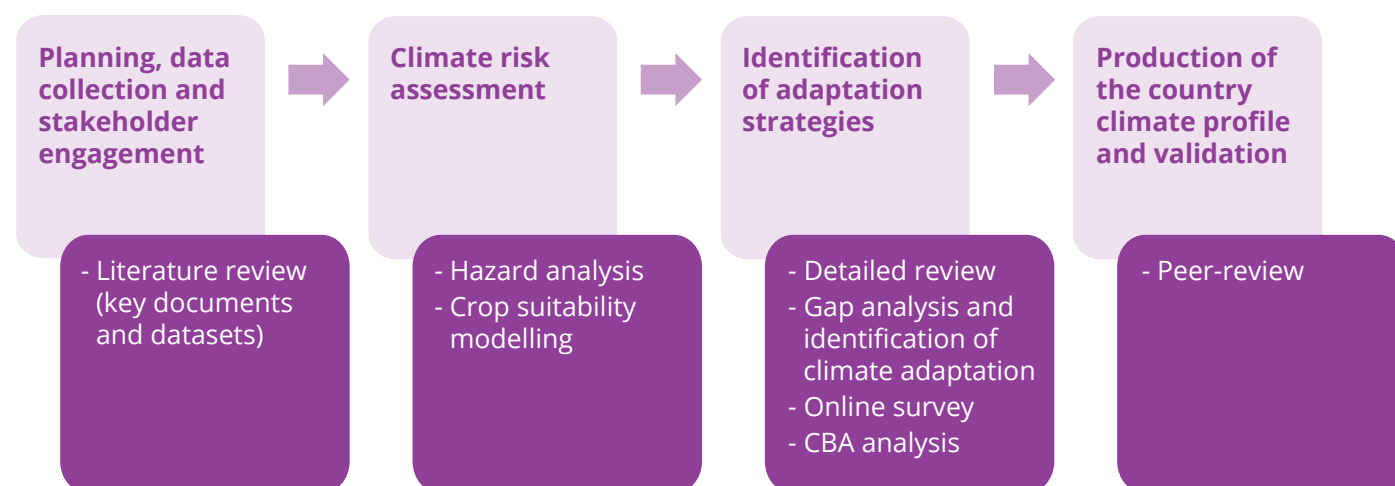 Planning, data
collection and
stakeholder
engagement
- Literature review
(key documents
and datasets)
Climate risk
assessment
- Hazard analysis
- Crop suitability
modelling
Identification
of adaptation
strategies
- Detailed review
- Gap analysis and
identification of
climate adaptation
- Online survey
- CBA analysis
Production of
the country
climate profile
and validation
- Peer-review